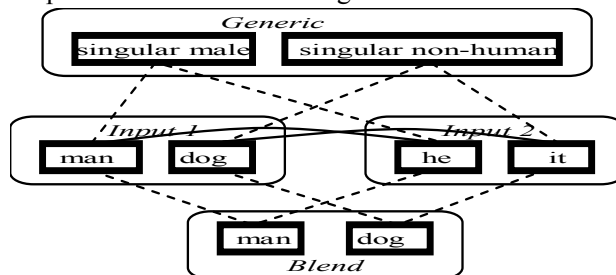 Generic
singular male singular non-human
Input 1 Input 2
man dog he it
man dog
Blend